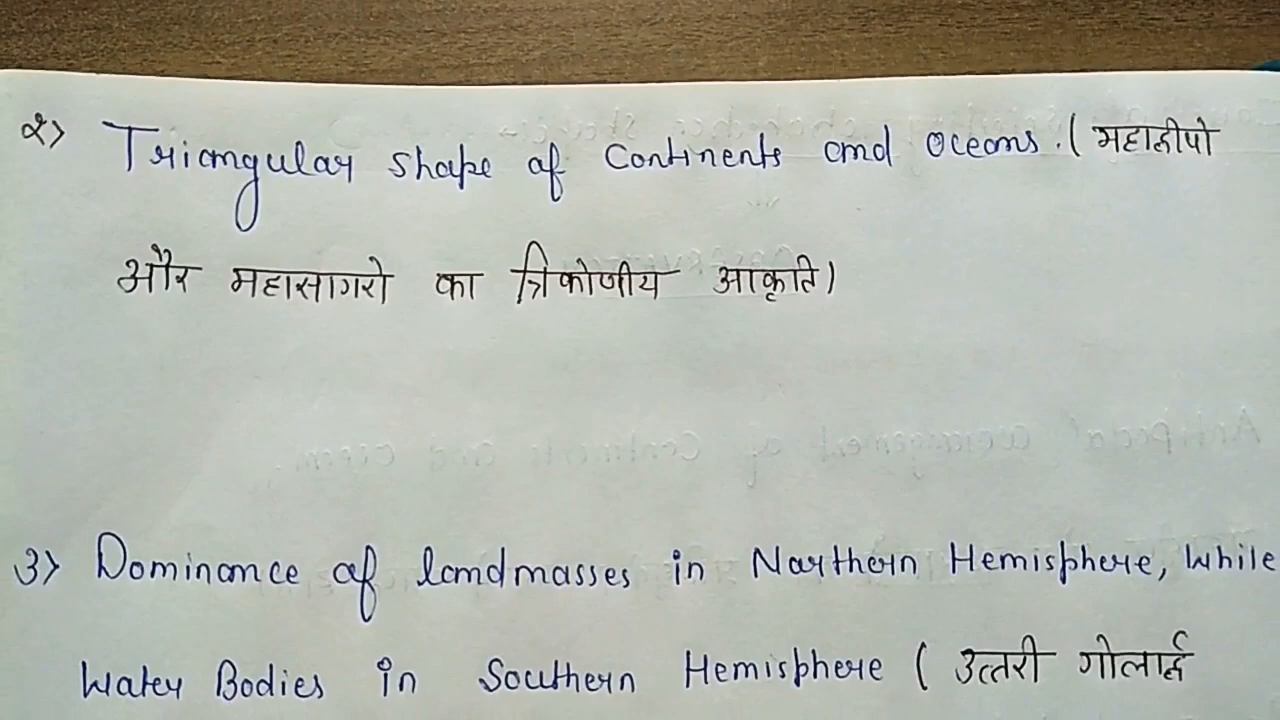 2) Triangular shape of Continents and Oceans. (महाद्वीपो
और महासागरो का त्रिकोणीय आकृति)
3) Dominance of landmasses in Northern Hemisphere, While
Water Bodies in Southern Hemisphere ( उत्तरी गोलार्द्ध